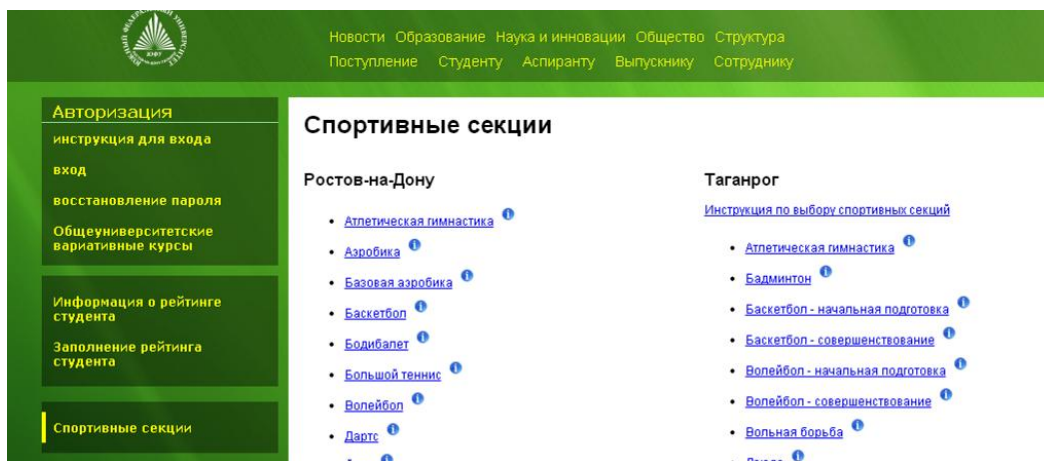 ЮЖНЫЙ ФЕДЕРАЛЬНЫЙ УНИВЕРСИТЕТ
Новости Образование Наука и инновации Общество Структура
Поступление Студенту Аспиранту Выпускнику Сотруднику
Авторизация
инструкция для входа
вход
восстановление пароля
Общеуниверситетские
вариативные курсы
Информация о рейтинге
студента
Заполнение рейтинга
студента
Спортивные секции
Спортивные секции
Ростов-на-Дону
Атлетическая гимнастика
Аэробика
Базовая аэробика
Баскетбол
Бодибалет
Большой теннис
Волейбол
Дартс
Таганрог
Инструкция по выбору спортивных секций
Атлетическая гимнастика
Бадминтон
Баскетбол - начальная подготовка
Баскетбол - совершенствование
Волейбол - начальная подготовка
Волейбол - совершенствование
Вольная борьба